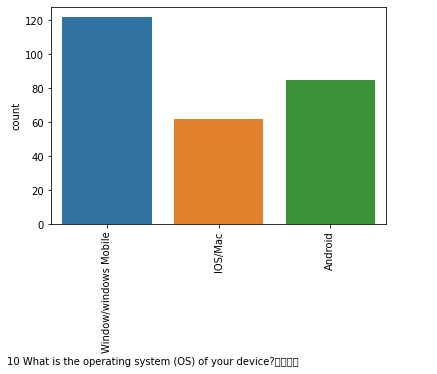 120
100
80
60
40
20
0
count
Window/windows Mobile
IOS/Mac
Android
10 What is the operating system (OS) of your device?